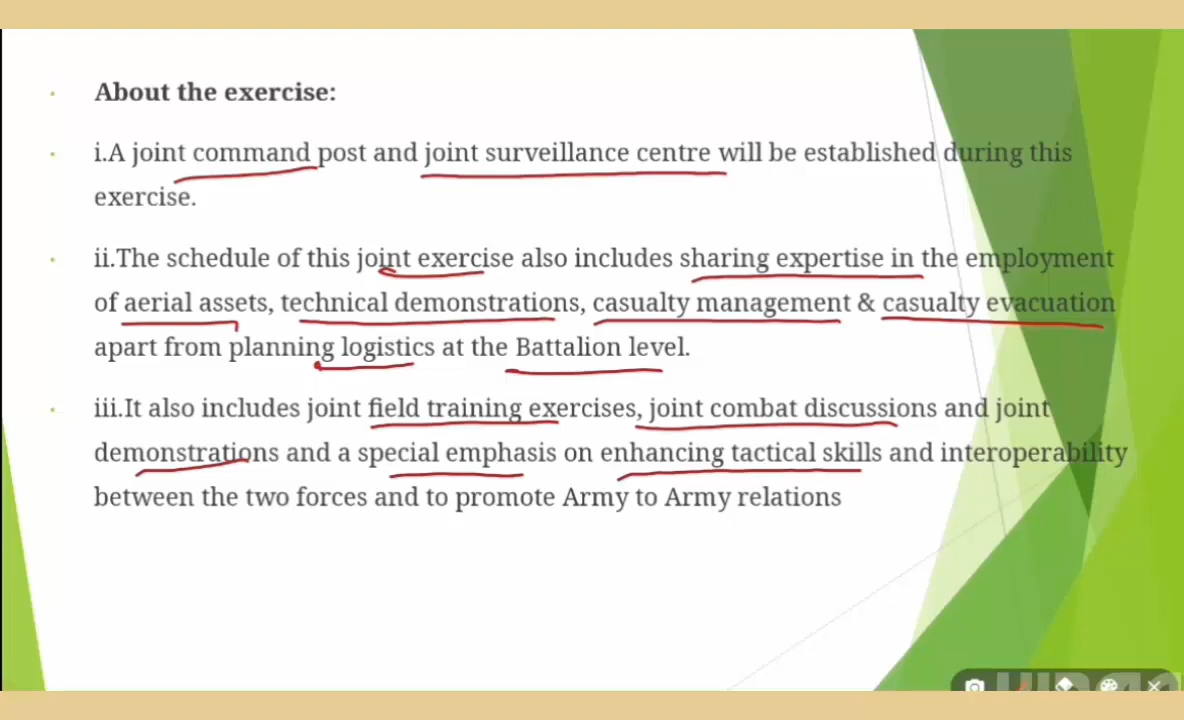 About the exercise:
i.A joint command post and joint surveillance centre will be established during this
exercise.
ii.The schedule of this joint exercise also includes sharing expertise in the employment
of aerial assets, technical demonstrations, casualty management & casualty evacuation
apart from planning logistics at the Battalion level.
iii.It also includes joint field training exercises, joint combat discussions and joint
demonstrations and a special emphasis on enhancing tactical skills and interoperability
between the two forces and to promote Army to Army relations